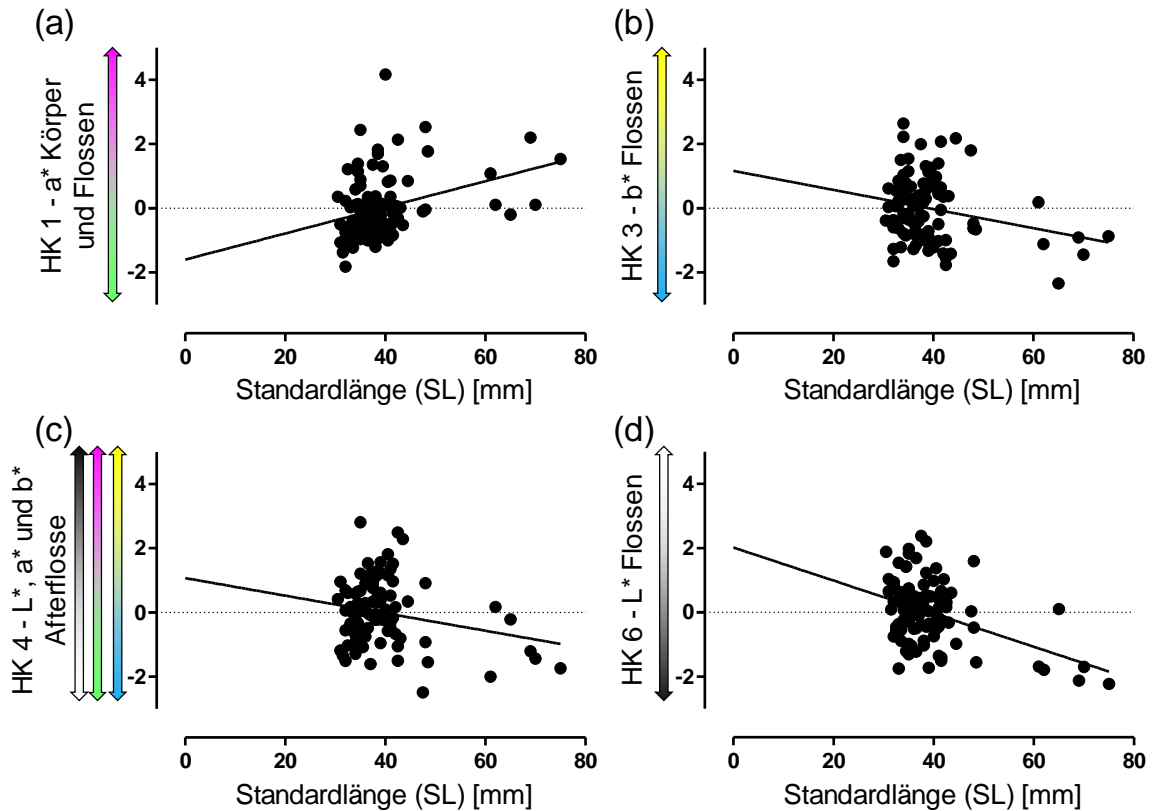 (a)
HK 1 - a* Körper
und Flossen
4
2
0
-2
0
20
40
60
80
Standardlänge (SL) [mm]
(b)
HK 3 - b* Flossen
4
2
0
-2
0
20
40
60
80
Standardlänge (SL) [mm]
(c)
HK 4 - L*, a* und b*
Afterflosse
4
2
0
-2
0
20
40
60
80
Standardlänge (SL) [mm]
(d)
HK 6 - L* Flossen
4
2
0
-2
0
20
40
60
80
Standardlänge (SL) [mm]